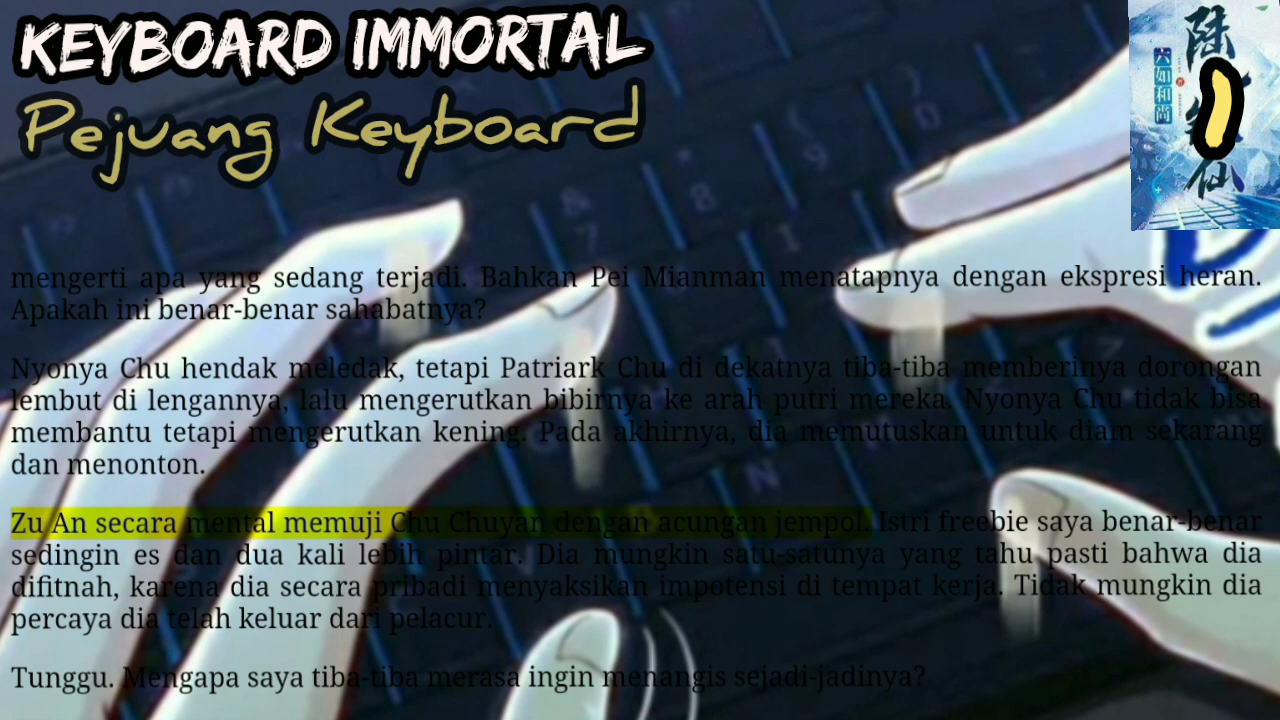 KEYBOARD IMMORTAL
Pejuang Keyboard
陆
仙
六如和尚
mengerti apa yang sedang terjadi. Bahkan Pei Mianman menatapnya dengan ekspresi heran.
Apakah ini benar-benar sahabatnya?
Nyonya Chu hendak meledak, tetapi Patriark Chu di dekatnya tiba-tiba memberinya dorongan
lembut di lengannya, lalu mengerutkan bibirnya ke arah putri mereka. Nyonya Chu tidak bisa
membantu tetapi mengerutkan kening. Pada akhirnya, dia memutuskan untuk diam sekarang
dan menonton.
Zu An secara mental memuji Chu Chuyan dengan acungan jempol. Istri freebie saya benar-benar
sedingin es dan dua kali lebih pintar. Dia mungkin satu-satunya yang tahu pasti bahwa dia
difitnah, karena dia secara pribadi menyaksikan impotensi di tempat kerja. Tidak mungkin dia
percaya dia telah keluar dari pelacur.
Tunggu. Mengapa saya tiba-tiba merasa ingin menangis sejadi-jadinya?